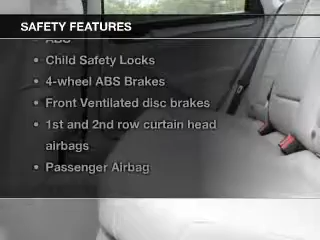 SAFETY FEATURES
• ABS
• Child Safety Locks
• 4-wheel ABS Brakes
• Front Ventilated disc brakes
• 1st and 2nd row curtain head
airbags
• Passenger Airbag